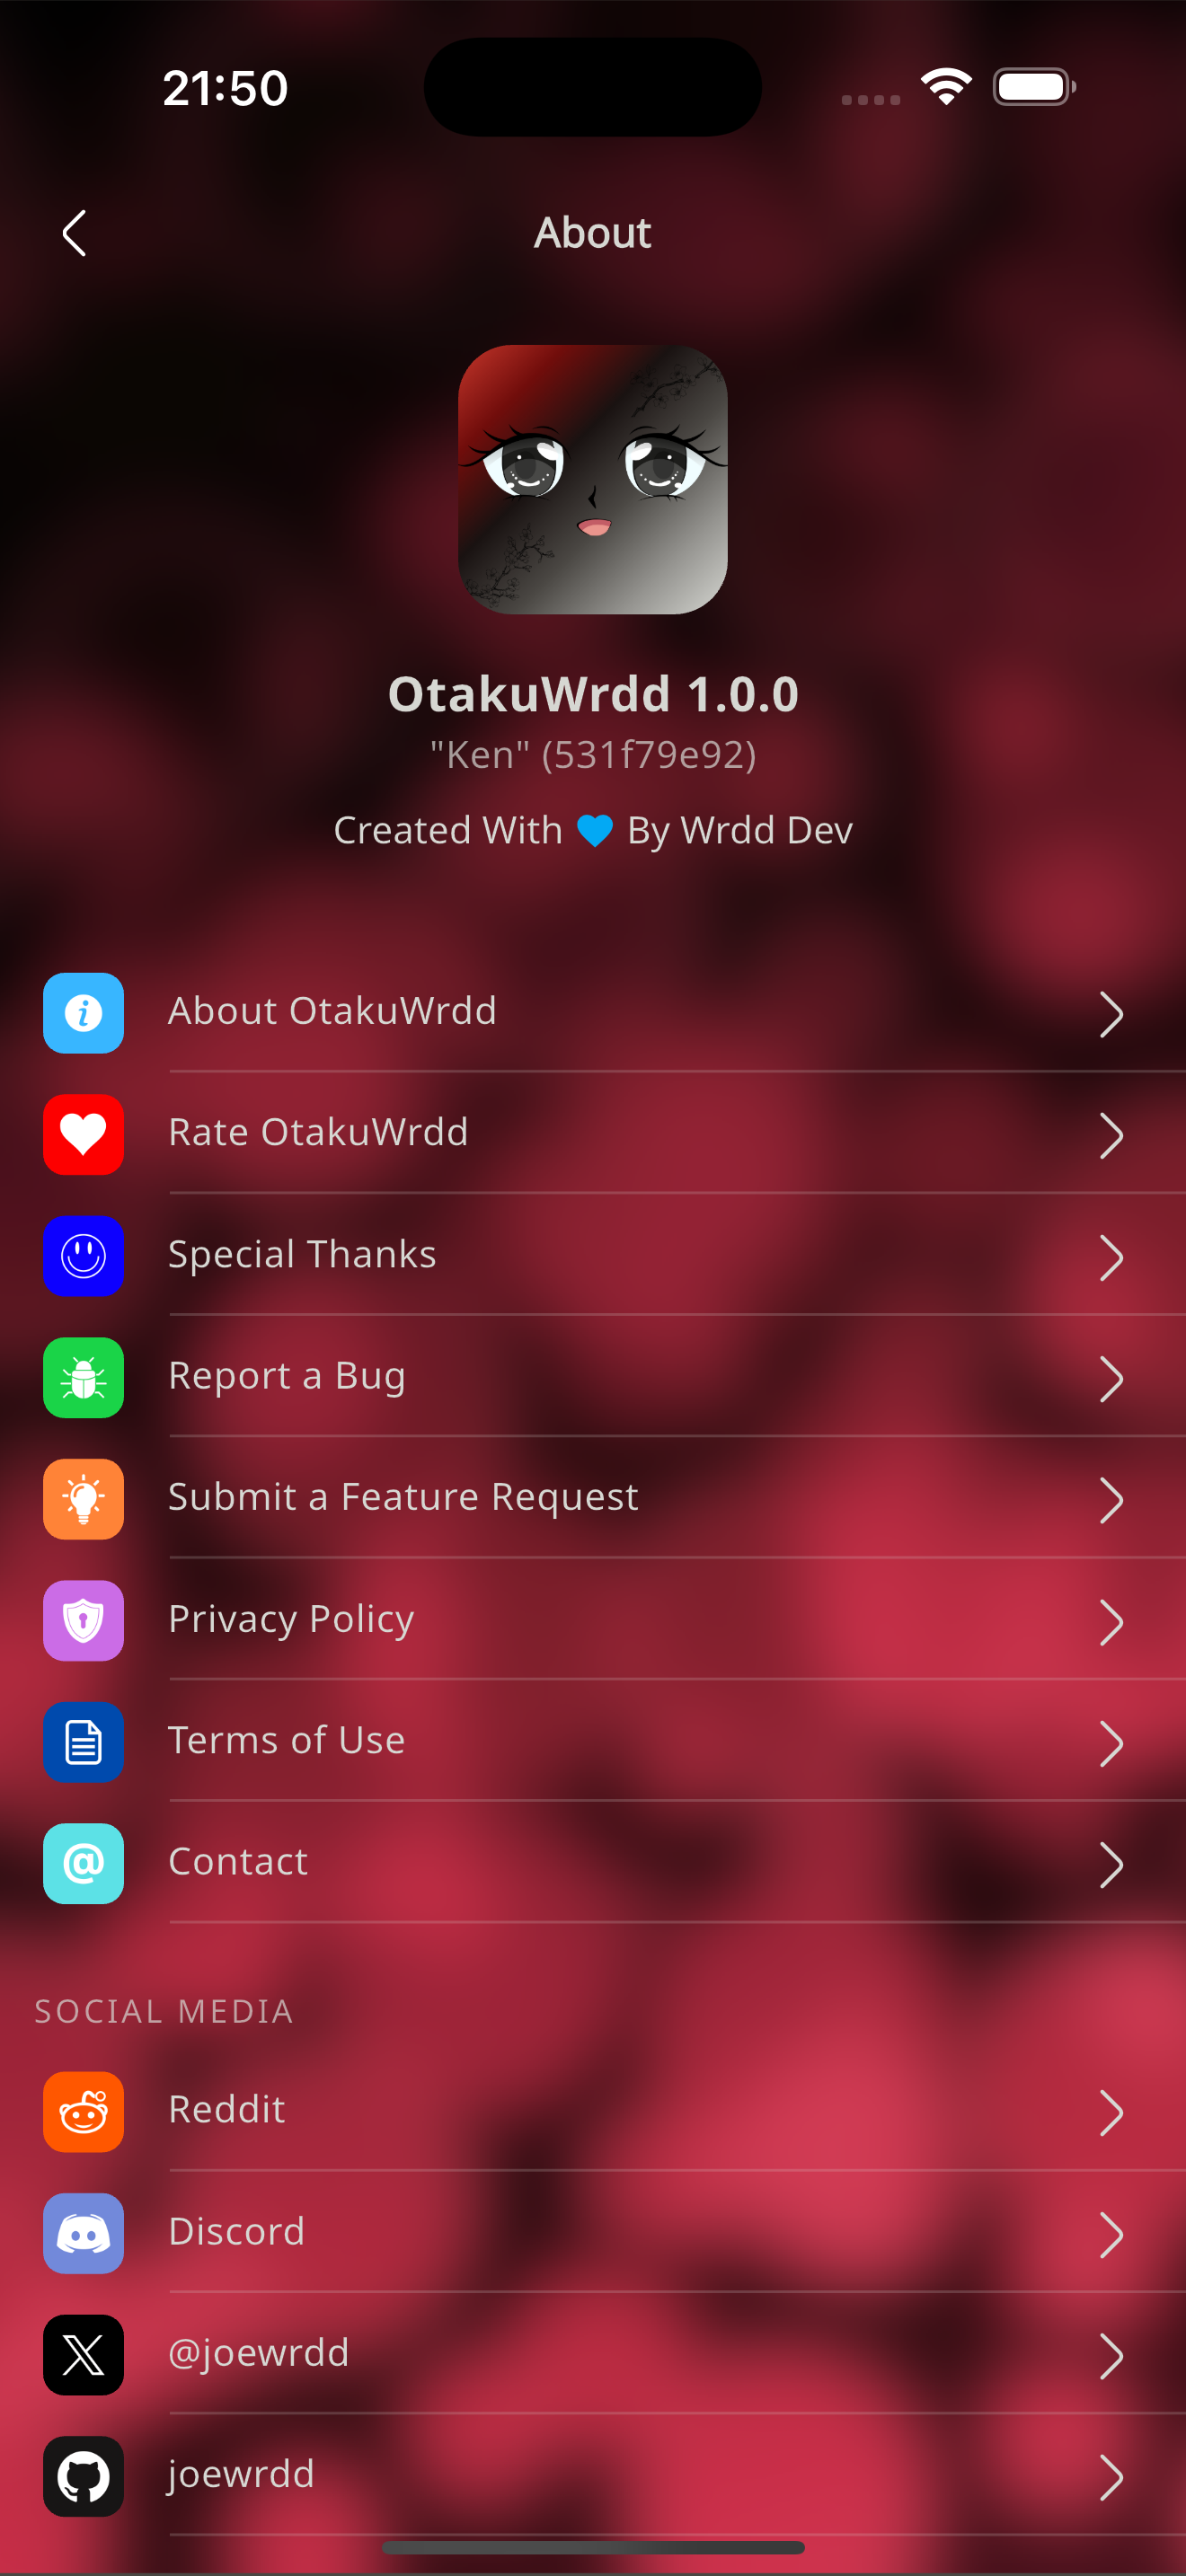 21:50
About
OtakuWrdd 1.0.0
"Ken" (531f79e92)
Created With 💙 By Wrdd Dev
About OtakuWrdd
Rate OtakuWrdd
Special Thanks
Report a Bug
Submit a Feature Request
Privacy Policy
Terms of Use
@ Contact
SOCIAL MEDIA
Reddit
Discord
@joewrdd
joewrdd